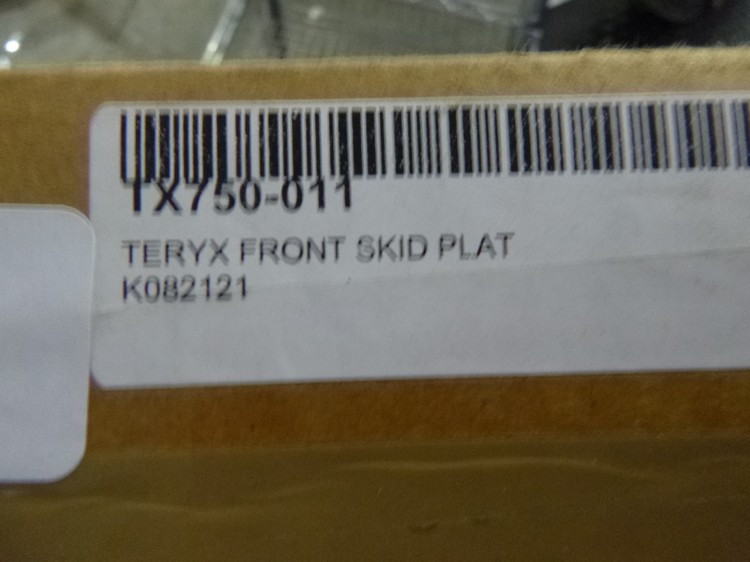 TX750-011
TERYX FRONT SKID PLAT
K082121